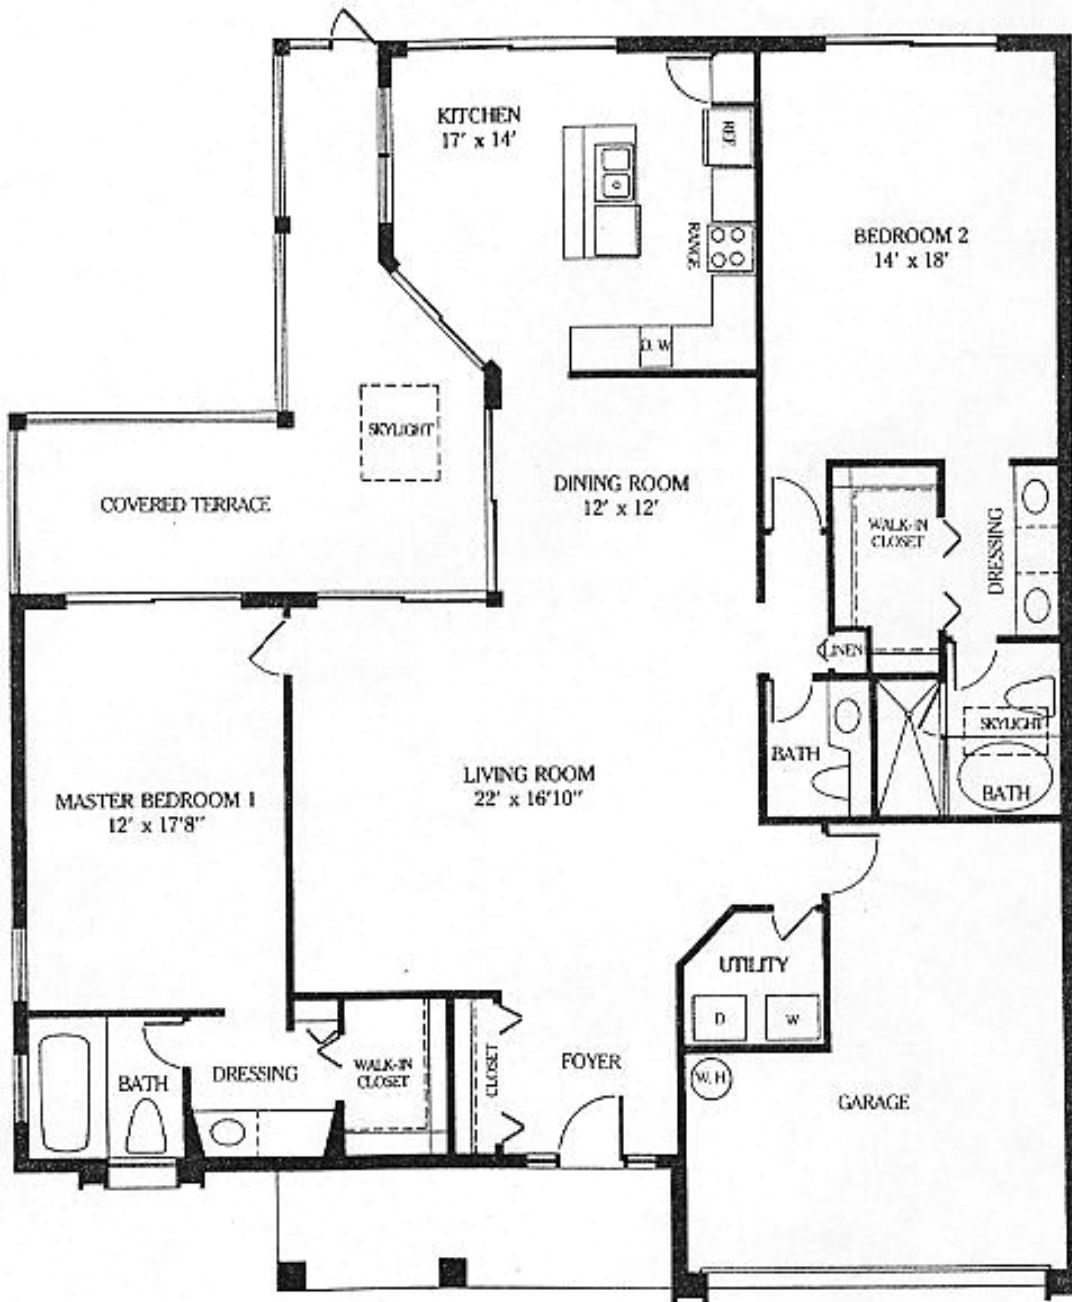 KITCHEN
17' x 14'
REF.
RANGE
D. W
BEDROOM 2
14' x 18'
SKYLIGHT
COVERED TERRACE
DINING ROOM
12' x 12'
WALK-IN
CLOSET
DRESSING
LINEN
SKYLIGHT
BATH
BATH
LIVING ROOM
22' x 16'10"
MASTER BEDROOM 1
12' x 17'8"
UTILITY
D
W
BATH
DRESSING
WALK-IN
CLOSET
CLOSET
FOYER
W. H
GARAGE